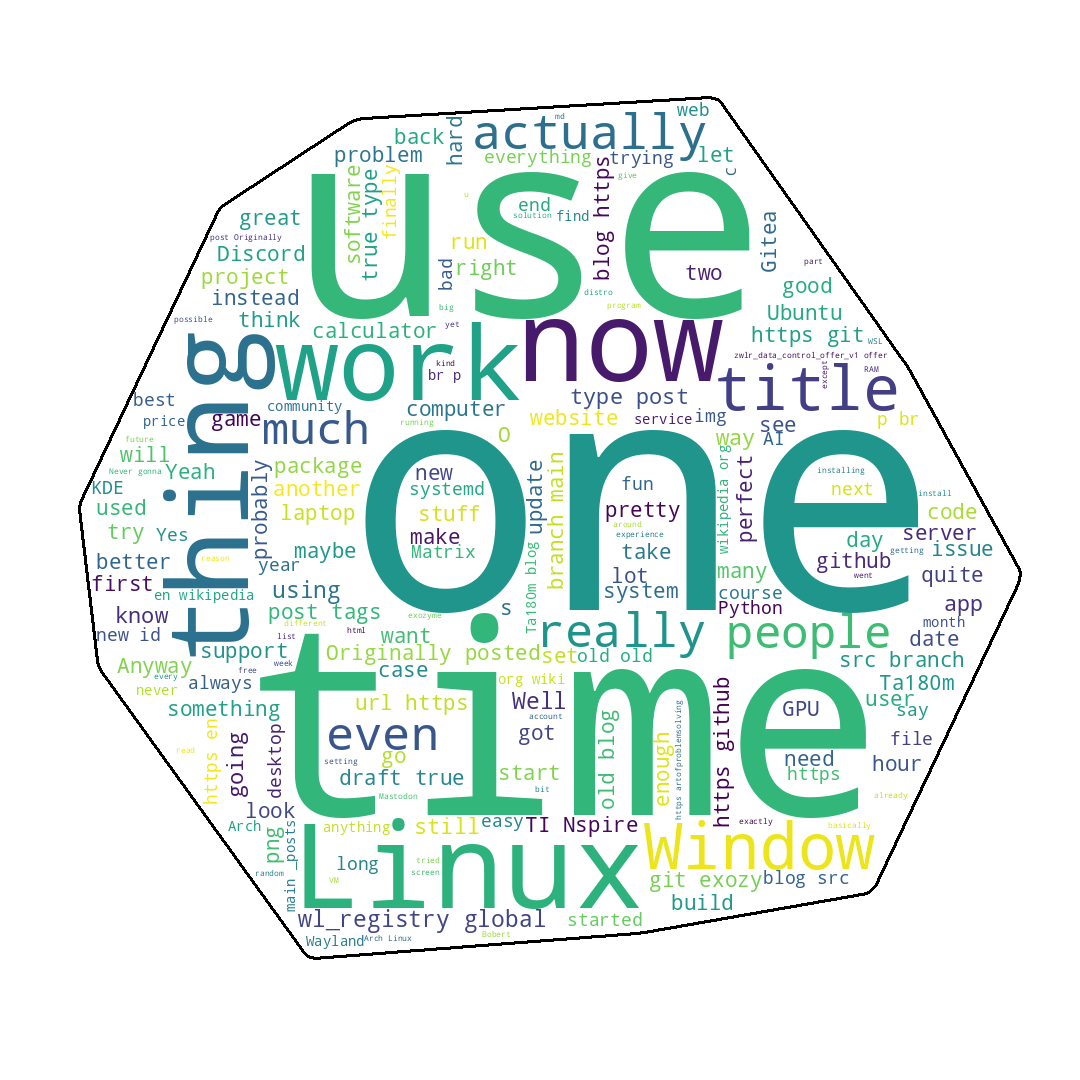 md
web
actually
back
hard
problem
everything
trying
let
c
give
use
software
true type
finally
u
blog https
end
solution
find
great
post Originally
Discord
project
instead
think
possible
run
right
bad
big
two
distro
program
Gitea
part
good
Ubuntu
https git
WSL
calculator
yet
work
kind
br p
now
zwlr_data_control_offer_v1 offer
except
RAM
title
thing
best
price
game
community
much
computer
running
type post
website
service
img
see
p br
way
AI
O
future
will
Never gonna
Yeah
KDE
used
try
Yes
better
reason
first
en wikipedia
know
new id
probably
package
another
laptop
maybe
year
using
post tags
different
one
new
systemd
stuff
make
Matrix
update
branch main
Ta180m blog
fun
pretty
around
experience
take
lot
system
s
wikipedia org
perfect
many
course
Python
installing
next
install
code
server
day
getting
issue
github
went
quite
app
month
date
exozyme
html
list
want
really
people
support
week
Originally posted
set
old old
src branch
Anyway
every
never
free
always
case
org wiki
Ta180m
user
say
something
time
url https
Well
account
got
even
setting
go
draft true
Mastodon
start
bit
old blog
enough
https artofproblemsolving
https github
GPU
need
https
file
hour
already
read
https en
going
desktop
look
Arch
anything
still
easy
TI Nspire
exactly
basically
png
main _posts
random
Linux
long
VM
tried
screen
Window
git exozy
blog src
build
wl_registry global
started
Wayland
Arch Linux
Bobert